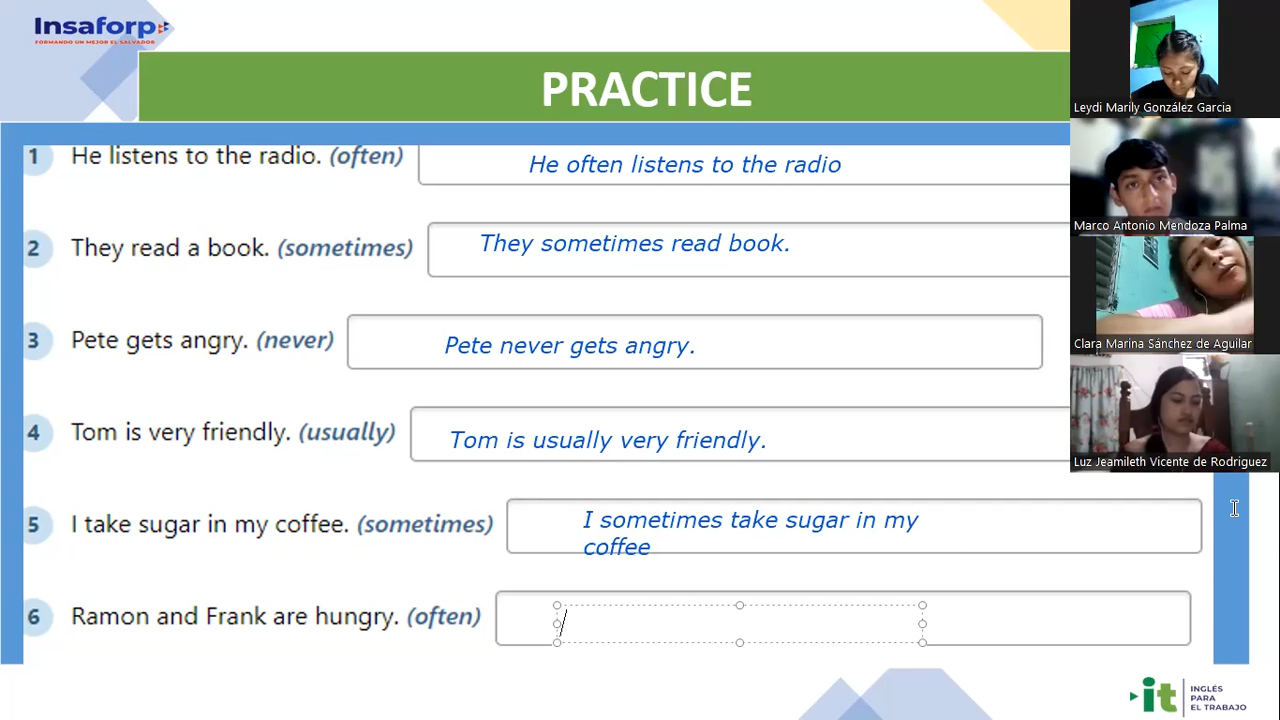 Insaforp
FORMANDO UN MEJOR EL SALVADOR
PRACTICE
1 He listens to the radio. (often) He often listens to the radio
2 They read a book. (sometimes) They sometimes read book.
3 Pete gets angry. (never) Pete never gets angry.
4 Tom is very friendly. (usually) Tom is usually very friendly.
5 I take sugar in my coffee. (sometimes) I sometimes take sugar in my
coffee
6 Ramon and Frank are hungry. (often)
Leydi Marily González Garcia
Marco Antonio Mendoza Palma
Clara Marina Sánchez de Aguilar
Luz Jeamileth Vicente de Rodriguez
it
INGLÉS
PARA
EL TRABAJO